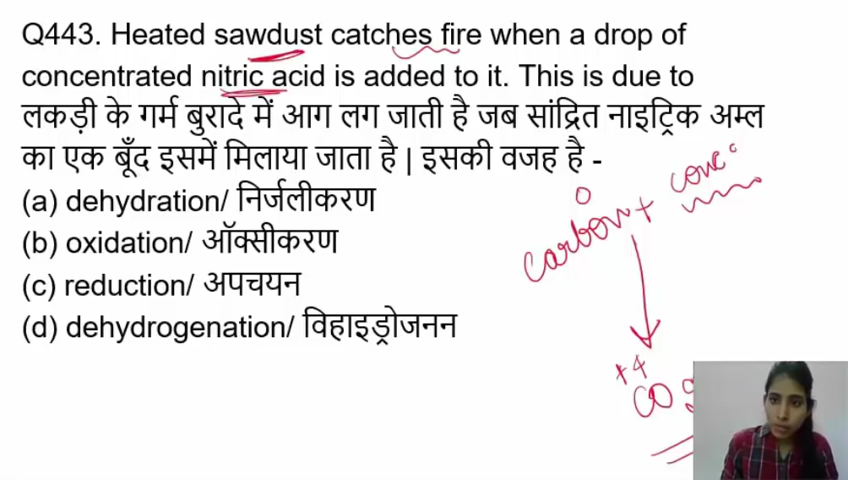 Q443. Heated sawdust catches fire when a drop of
concentrated nitric acid is added to it. This is due to
लकड़ी के गर्म बुरादे में आग लग जाती है जब सांद्रित नाइट्रिक अम्ल
का एक बूँद इसमें मिलाया जाता है | इसकी वजह है -
(a) dehydration/ निर्जलीकरण
(b) oxidation/ ऑक्सीकरण
(c) reduction/ अपचयन
(d) dehydrogenation/ विहाइड्रोजनन
0
carbon + conc.
+4
CO